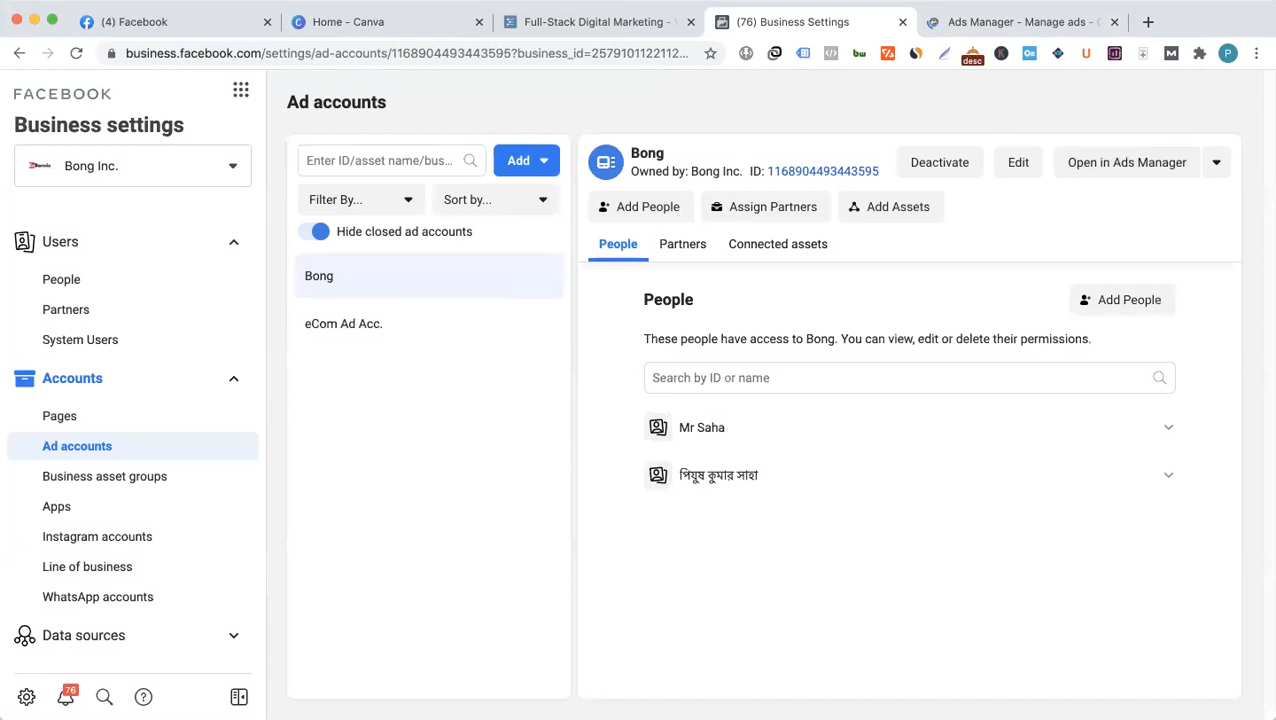 (4) Facebook
Home - Canva
Full-Stack Digital Marketing -
(76) Business Settings
Ads Manager - Manage ads -
business.facebook.com/settings/ad-accounts/1168904493443595?business_id=2579101122112...
bw
desc
K
Oe
U
M
P
FACEBOOK
Business settings
Bong Inc.
Users
People
Partners
System Users
Accounts
Pages
Ad accounts
Business asset groups
Apps
Instagram accounts
Line of business
WhatsApp accounts
Data sources
76
Ad accounts
Enter ID/asset name/bus...
Add
Filter By...
Sort by...
Hide closed ad accounts
Bong
eCom Ad Acc.
Bong
Owned by: Bong Inc. ID: 1168904493443595
Deactivate
Edit
Open in Ads Manager
Add People
Assign Partners
Add Assets
People
Partners
Connected assets
People
Add People
These people have access to Bong. You can view, edit or delete their permissions.
Search by ID or name
Mr Saha
পিযুষ কুমার সাহা